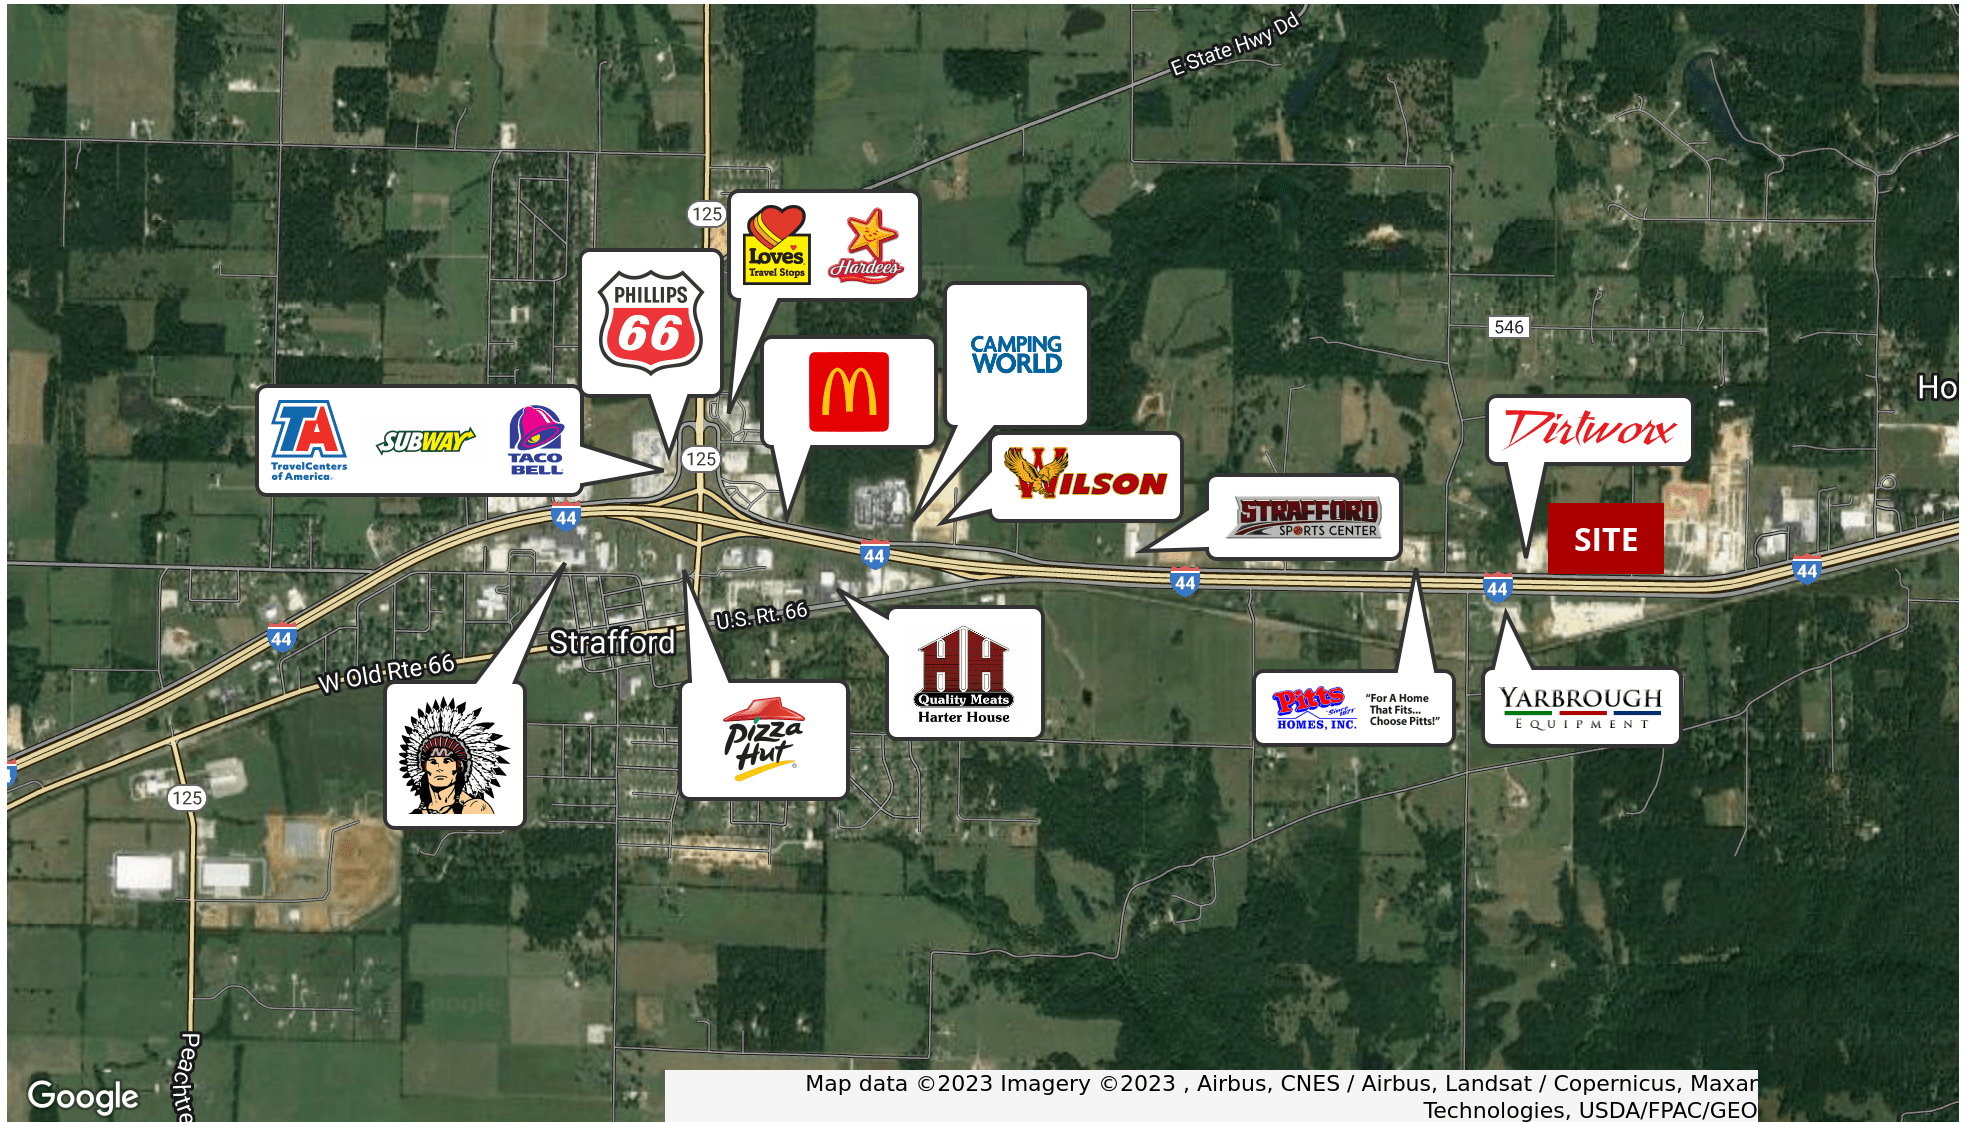 E State Hwy Dd
125
Loves
Travel Stops
Hardee's
PHILLIPS
66
CAMPING
WORLD
546
Ho
TA
TravelCenters
of America
SUBWAY
TACO
BELL
125
WILSON
Dirtworx
STRAFFORD
SPORTS CENTER
SITE
44
44
44
44
44
44
U.S. Rt. 66
Strafford
W Old Rte 66
Quality Meats
Harter House
Pizza
Hut
Pitts
Since 1971
HOMES, INC.
“For A Home
That Fits...
Choose Pitts!”
YARBROUGH
EQUIPMENT
125
Peachtre
Google
Map data ©2023 Imagery ©2023 , Airbus, CNES / Airbus, Landsat / Copernicus, Maxar
Technologies, USDA/FPAC/GEO